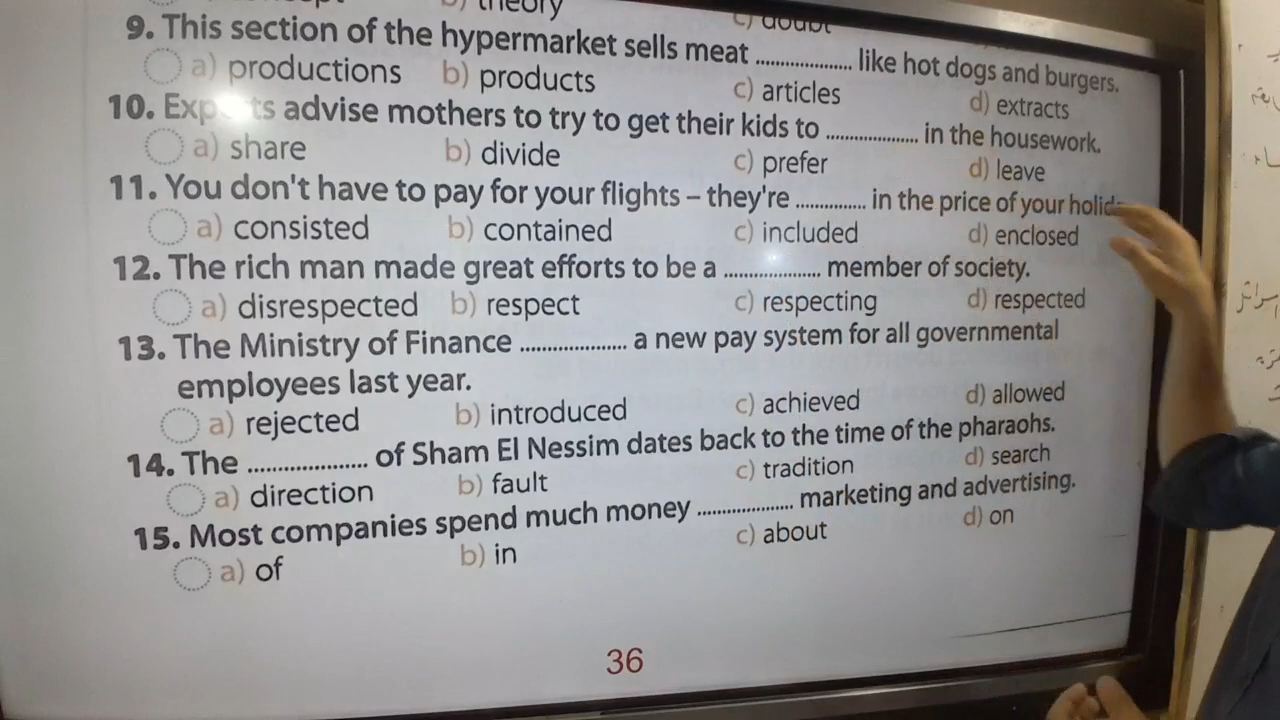 b) theory
c) doubt
9. This section of the hypermarket sells meat .................. like hot dogs and burgers.
a) productions b) products c) articles d) extracts
10. advise mothers to try to get their kids to .................. in the housework.
a) share b) divide c) prefer d) leave
11. You don't have to pay for your flights – they're .............. in the price of your
a) consisted b) contained c) included d) enclosed
12. The rich man made great efforts to be a .................... member of society.
a) disrespected b) respect c) respecting d) respected
13. The Ministry of Finance .................... a new pay system for all governmental
employees last year.
a) rejected b) introduced c) achieved d) allowed
14. The .................... of Sham El Nessim dates back to the time of the pharaohs.
a) direction b) fault c) tradition d) search
15. Most companies spend much money .................... marketing and advertising.
a) of b) in c) about d) on
36